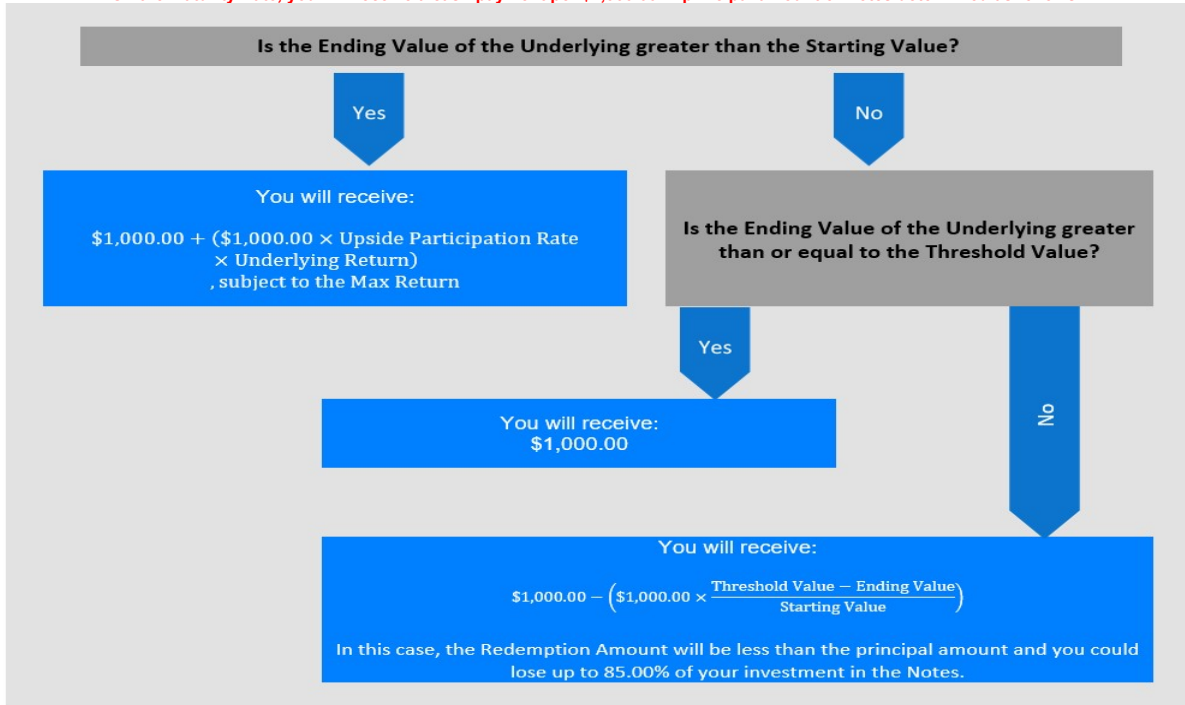 Is the Ending Value of the Underlying greater than the Starting Value?
Yes
No
You will receive:
$1,000.00 + ($1,000.00 × Upside Participation Rate
× Underlying Return)
, subject to the Max Return
Is the Ending Value of the Underlying greater
than or equal to the Threshold Value?
Yes
No
You will receive:
$1,000.00
You will receive:
$1,000.00 − ($1,000.00 × (Threshold Value − Ending Value) / Starting Value)
In this case, the Redemption Amount will be less than the principal amount and you could
lose up to 85.00% of your investment in the Notes.